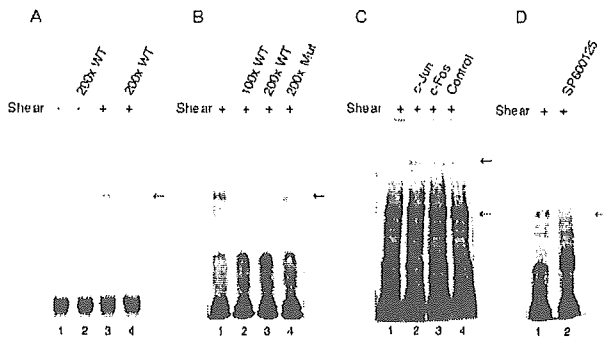 A
B
C
D
200x WT
200x WT
100x WT
200x WT
200x Mut
c-Jun
c-Fos
Control
SP600125
Shear - - + +
Shear + + + +
Shear + + + +
Shear + +
1 2 3 4
1 2 3 4
1 2 3 4
1 2